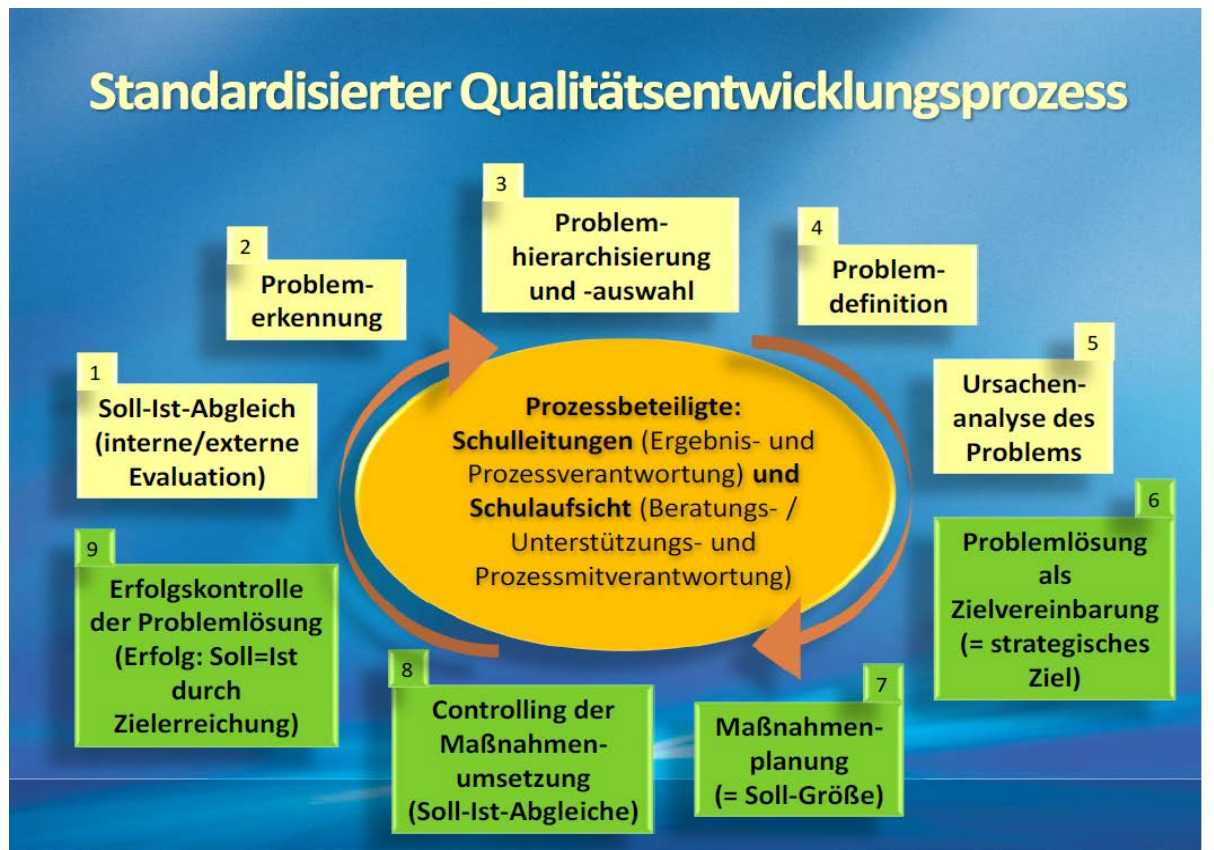 Standardisierter Qualitätsentwicklungsprozess
1
Soll-Ist-Abgleich
(interne/externe
Evaluation)
2
Problem-
erkennung
3
Problem-
hierarchisierung
und -auswahl
4
Problem-
definition
5
Ursachen-
analyse des
Problems
6
Problemlösung
als
Zielvereinbarung
(= strategisches
Ziel)
7
Maßnahmen-
planung
(= Soll-Größe)
8
Controlling der
Maßnahmen-
umsetzung
(Soll-Ist-Abgleiche)
9
Erfolgskontrolle
der Problemlösung
(Erfolg: Soll=Ist
durch
Zielerreichung)
Prozessbeteiligte:
Schulleitungen (Ergebnis- und
Prozessverantwortung) und
Schulaufsicht (Beratungs- /
Unterstützungs- und
Prozessmitverantwortung)